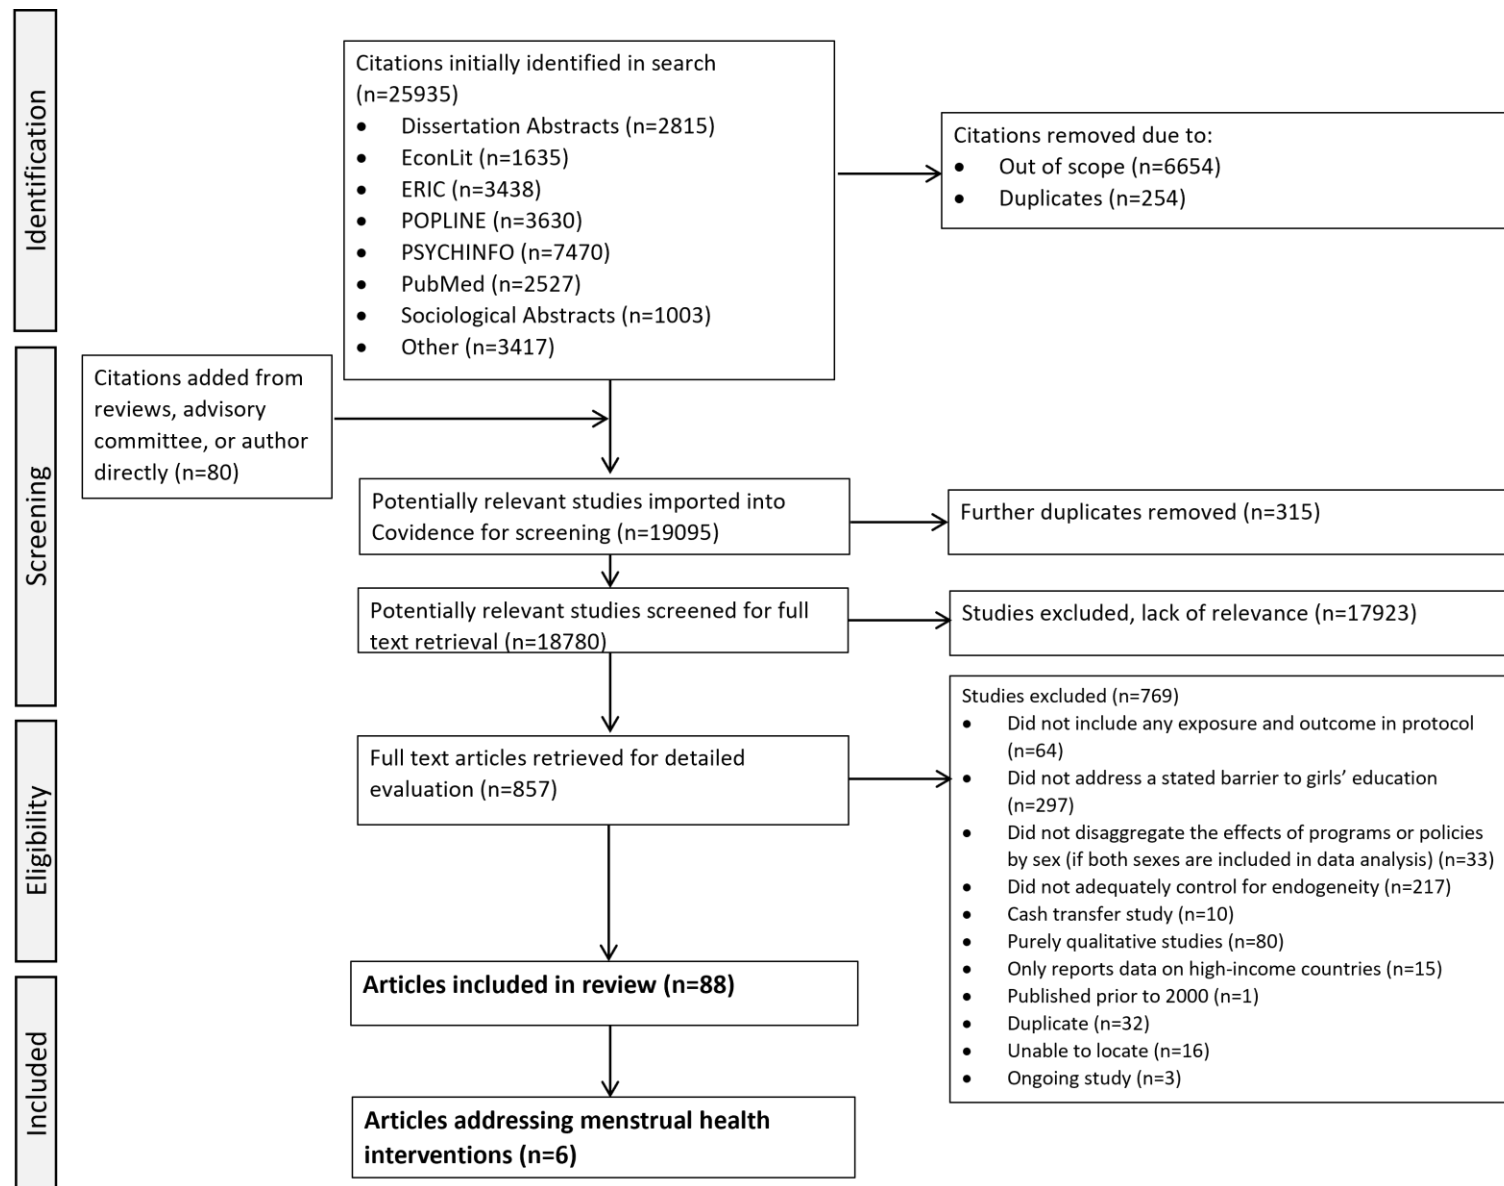 Identification
Citations initially identified in search
(n=25935)
• Dissertation Abstracts (n=2815)
• EconLit (n=1635)
• ERIC (n=3438)
• POPLINE (n=3630)
• PSYCHINFO (n=7470)
• PubMed (n=2527)
• Sociological Abstracts (n=1003)
• Other (n=3417)
Citations removed due to:
• Out of scope (n=6654)
• Duplicates (n=254)
Screening
Citations added from
reviews, advisory
committee, or author
directly (n=80)
Potentially relevant studies imported into
Covidence for screening (n=19095)
Further duplicates removed (n=315)
Potentially relevant studies screened for full
text retrieval (n=18780)
Studies excluded, lack of relevance (n=17923)
Eligibility
Full text articles retrieved for detailed
evaluation (n=857)
Studies excluded (n=769)
• Did not include any exposure and outcome in protocol
(n=64)
• Did not address a stated barrier to girls’ education
(n=297)
• Did not disaggregate the effects of programs or policies
by sex (if both sexes are included in data analysis) (n=33)
• Did not adequately control for endogeneity (n=217)
• Cash transfer study (n=10)
• Purely qualitative studies (n=80)
• Only reports data on high-income countries (n=15)
• Published prior to 2000 (n=1)
• Duplicate (n=32)
• Unable to locate (n=16)
• Ongoing study (n=3)
Included
Articles included in review (n=88)
Articles addressing menstrual health
interventions (n=6)